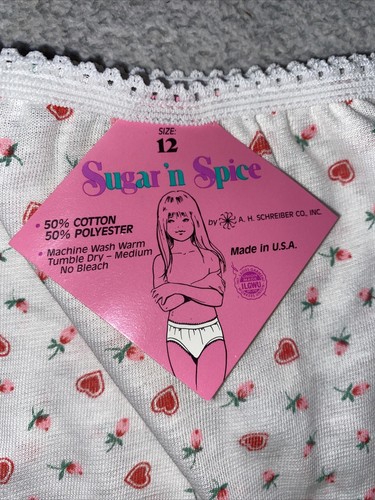 SIZE:
12
Sugar 'n Spice
by A. H. SCHREIBER CO., INC.
• 50% COTTON
50% POLYESTER
• Machine Wash Warm
Tumble Dry – Medium
No Bleach
Made in U.S.A.
ILGWU